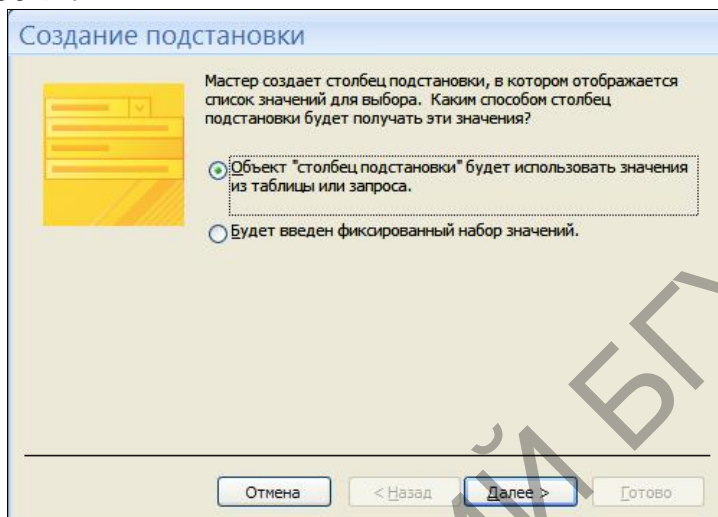 Создание подстановки
Мастер создает столбец подстановки, в котором отображается
список значений для выбора. Каким способом столбец
подстановки будет получать эти значения?
Объект "столбец подстановки" будет использовать значения
из таблицы или запроса.
Будет введен фиксированный набор значений.
Отмена
< Назад
Далее >
Готово